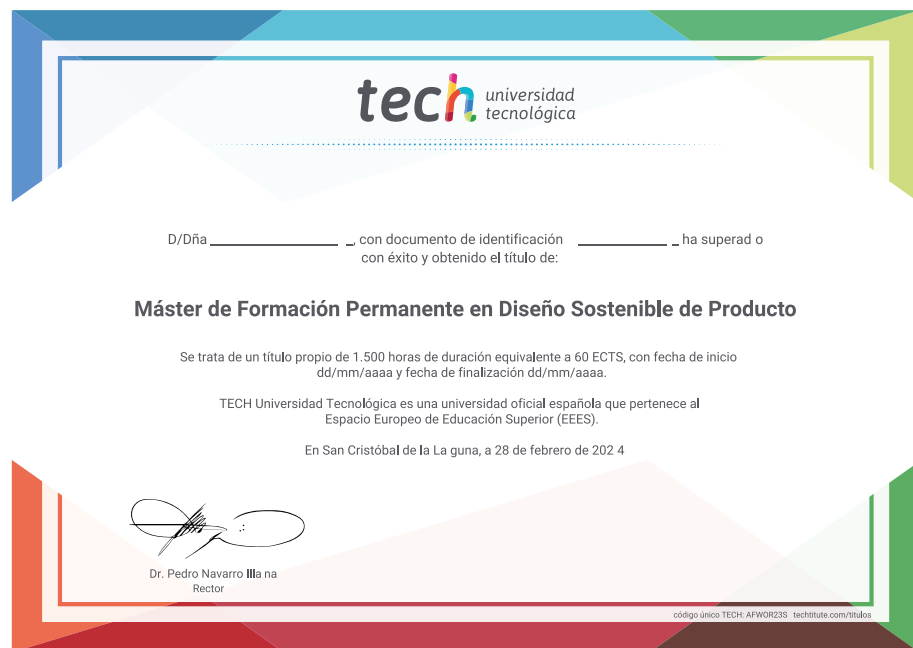 tech universidad
tecnológica
D/Dña ______________ _, con documento de identificación __________ _ ha superad o
con éxito y obtenido el título de:
Máster de Formación Permanente en Diseño Sostenible de Producto
Se trata de un título propio de 1.500 horas de duración equivalente a 60 ECTS, con fecha de inicio
dd/mm/aaaa y fecha de finalización dd/mm/aaaa.
TECH Universidad Tecnológica es una universidad oficial española que pertenece al
Espacio Europeo de Educación Superior (EEES).
En San Cristóbal de la La guna, a 28 de febrero de 202 4
Dr. Pedro Navarro Illa na
Rector
código único TECH: AFWOR23S techtitute.com/titulos